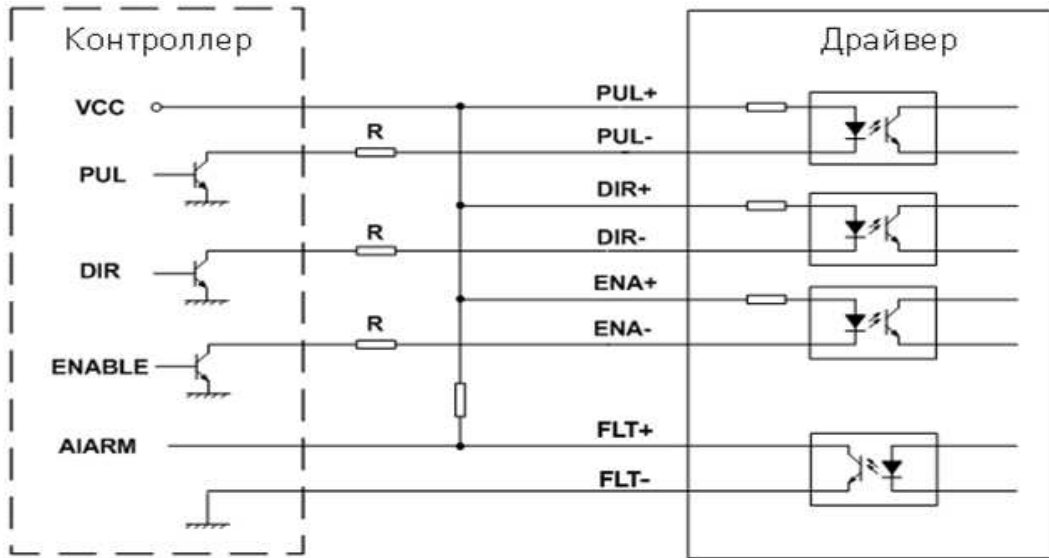 Контроллер
Драйвер
VCC
PUL+
R
PUL-
PUL
DIR+
R
DIR-
DIR
ENA+
R
ENA-
ENABLE
AIARM
FLT+
FLT-